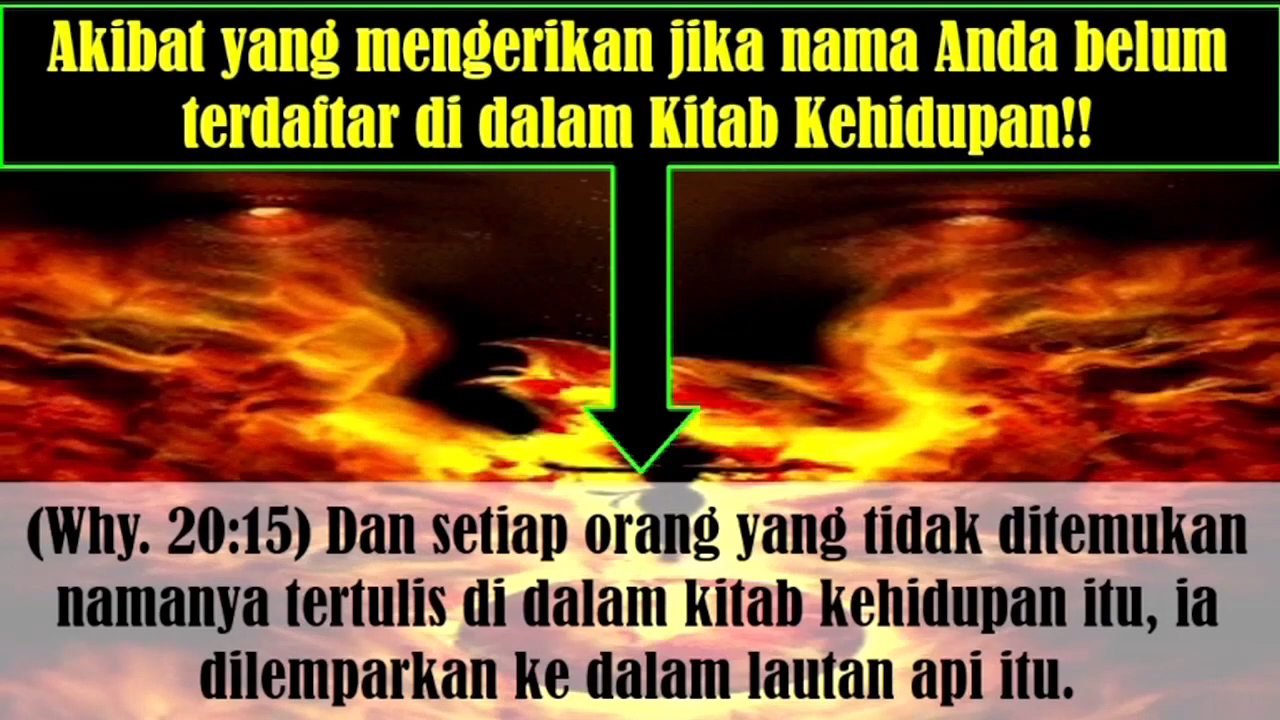 Akibat yang mengerikan jika nama Anda belum
terdaftar di dalam Kitab Kehidupan!!
(Why. 20:15) Dan setiap orang yang tidak ditemukan
namanya tertulis di dalam kitab kehidupan itu, ia
dilemparkan ke dalam lautan api itu.